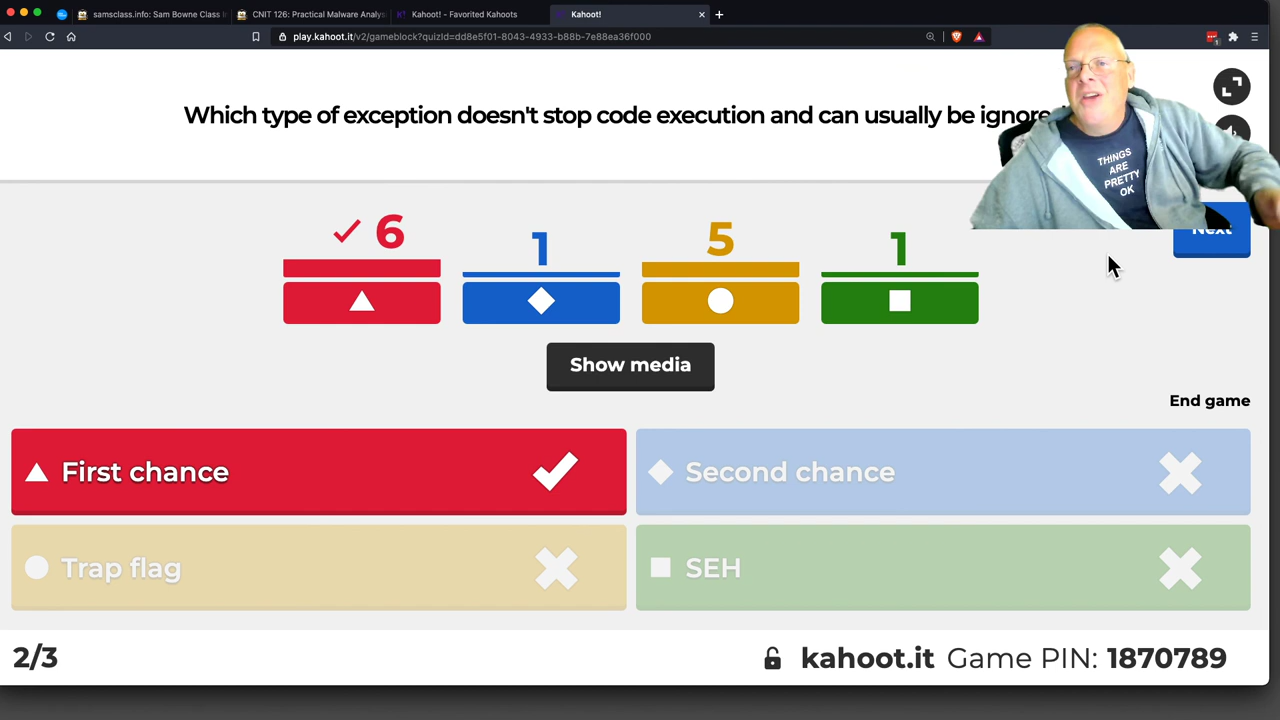 samsclass.info: Sam Bowne Class I
CNIT 126: Practical Malware Analys
Kahoot! - Favorited Kahoots
Kahoot!
play.kahoot.it/v2/gameblock?quizId=dd8e5f01-8043-4933-b88b-7e88ea36f000
Which type of exception doesn't stop code execution and can usually be ignore
THINGS
ARE
PRETTY
OK
Next
6
1
5
1
Show media
End game
First chance
Second chance
Trap flag
SEH
2/3
kahoot.it Game PIN: 1870789